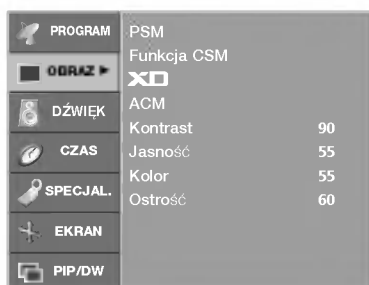 PROGRAM
OBRAZ
DŹWIĘK
CZAS
SPECJAL.
EKRAN
PIP/DW
PSM
Funkcja CSM
XD
ACM
Kontrast 90
Jasność 55
Kolor 55
Ostrość 60